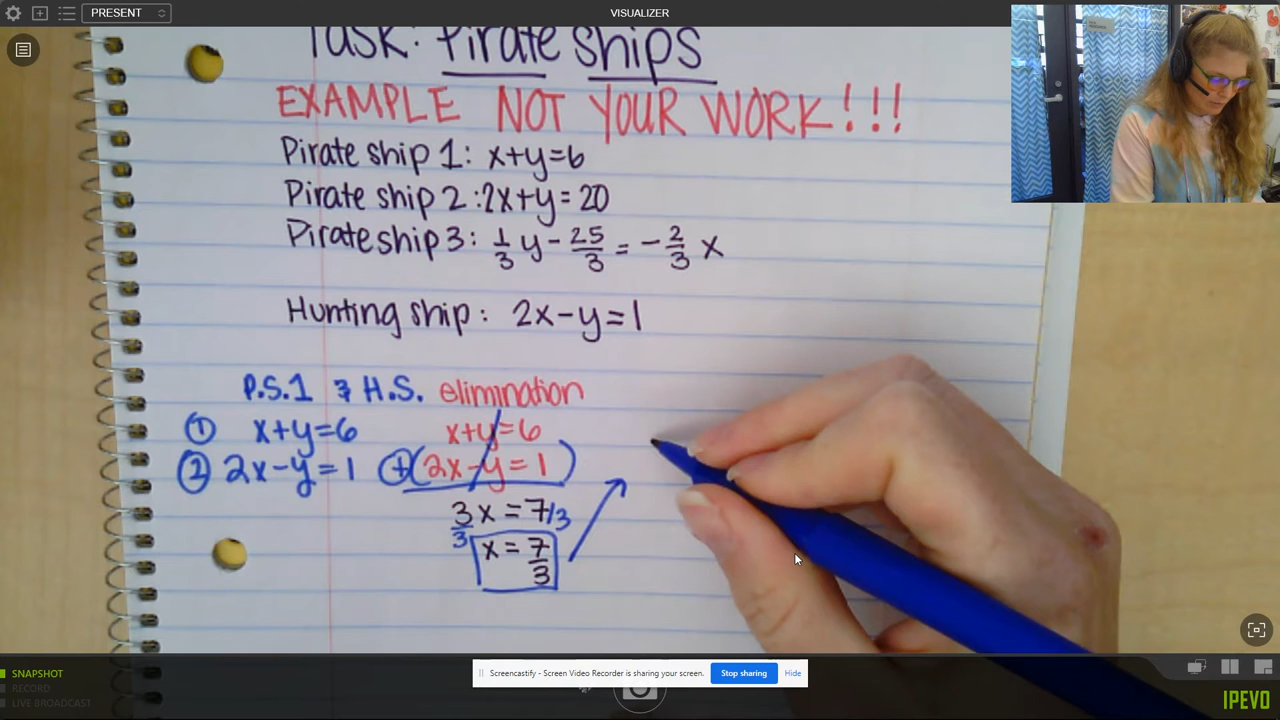 PRESENT
VISUALIZER
Task: Pirate Ships
EXAMPLE NOT YOUR WORK!!!
Pirate ship 1: x+y=6
Pirate ship 2: 2x+y=20
Pirate ship 3: 1/3 y - 25/3 = - 2/3 x
Hunting ship: 2x-y=1
P.S.1 & H.S. elimination
① x+y=6 x+y=6
② 2x-y=1 +(2x-y=1)
3x=7/3
3
x=7/3
SNAPSHOT
RECORD
LIVE BROADCAST
Screencastify - Screen Video Recorder is sharing your screen. Stop sharing Hide
IPEVO